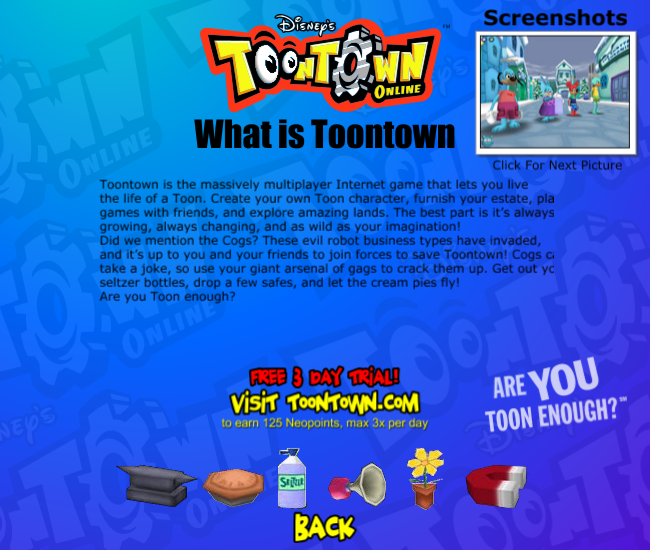 Disney's
TOONTOWN
ONLINE
™
Screenshots
What is Toontown
Click For Next Picture
Toontown is the massively multiplayer Internet game that lets you live
the life of a Toon. Create your own Toon character, furnish your estate, pla
games with friends, and explore amazing lands. The best part is it's always
growing, always changing, and as wild as your imagination!
Did we mention the Cogs? These evil robot business types have invaded,
and it's up to you and your friends to join forces to save Toontown! Cogs ca
take a joke, so use your giant arsenal of gags to crack them up. Get out yo
seltzer bottles, drop a few safes, and let the cream pies fly!
Are you Toon enough?
FREE 3 DAY TRIAL!
VISIT TOONTOWN.COM
to earn 125 Neopoints, max 3x per day
ARE YOU
TOON ENOUGH?℠
SELTZER
BACK